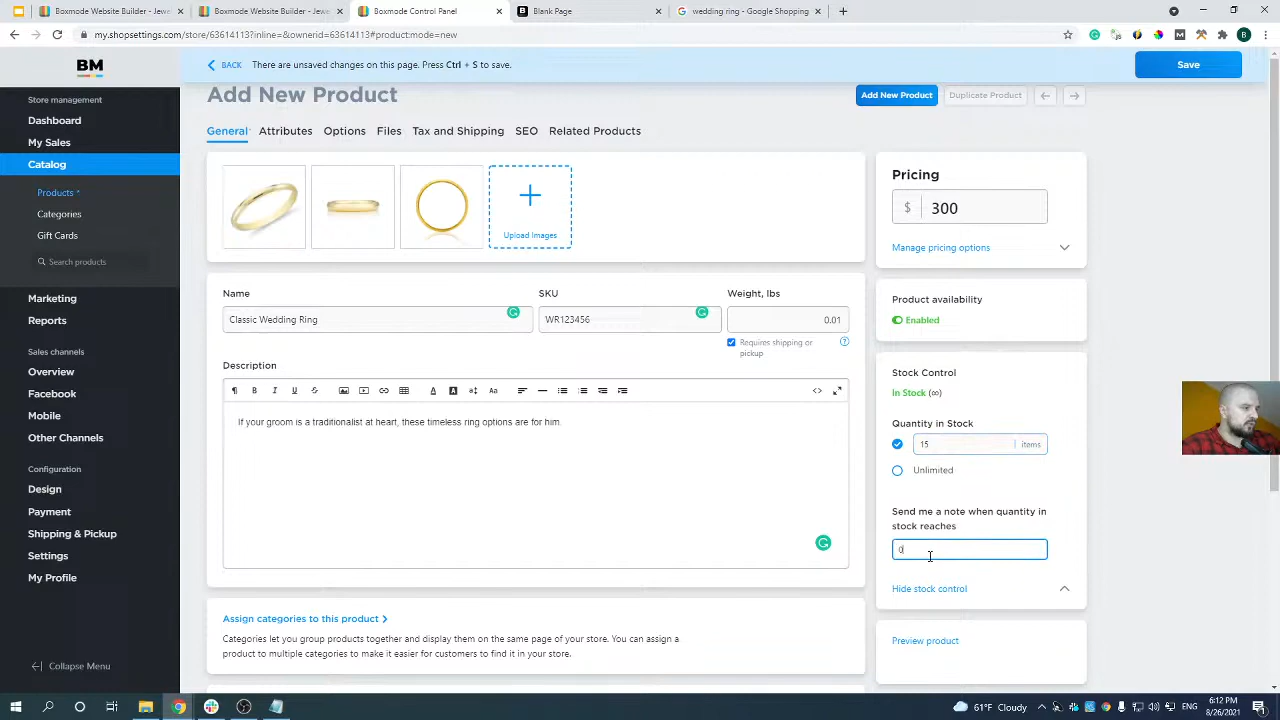 Boxmode Website Builder - Jewe
Boxmode Website Builder - Jewe
Boxmode Control Panel
B Blank Page
wedding ring - Google Shopping
my.shopsettings.com/store/63614113?inline=&ownerid=63614113#product:mode=new
BM
BACK There are unsaved changes on this page. Press Ctrl + S to save.
Save
Store management
Dashboard
My Sales
Catalog
Products *
Categories
Gift Cards
Search products
Marketing
Reports
Sales channels
Overview
Facebook
Mobile
Other Channels
Configuration
Design
Payment
Shipping & Pickup
Settings
My Profile
Collapse Menu
Add New Product
Add New Product
Duplicate Product
General Attributes Options Files Tax and Shipping SEO Related Products
Upload Images
Name
Classic Wedding Ring
SKU
WR123456
Weight, lbs
0.01
Requires shipping or
pickup
Description
If your groom is a traditionalist at heart, these timeless ring options are for him.
Assign categories to this product
Categories let you group products together and display them on the same page of your store. You can assign a
product to multiple categories to make it easier for customers to find it in your store.
Pricing
$ 300
Manage pricing options
Product availability
Enabled
Stock Control
In Stock (∞)
Quantity in Stock
15 items
Unlimited
Send me a note when quantity in
stock reaches
0
Hide stock control
Preview product
61°F Cloudy
6:12 PM
8/26/2021